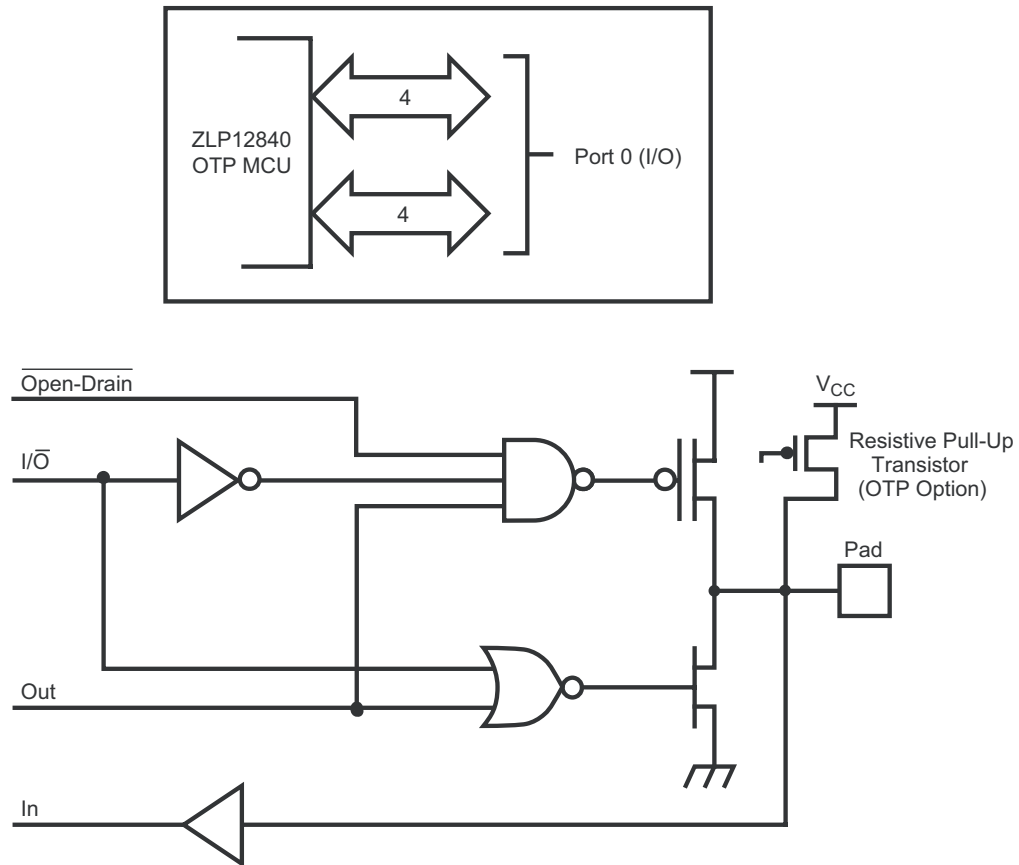 4
ZLP12840
OTP MCU
Port 0 (I/O)
4
Open-Drain
VCC
I/O
Resistive Pull-Up
Transistor
(OTP Option)
Pad
Out
In